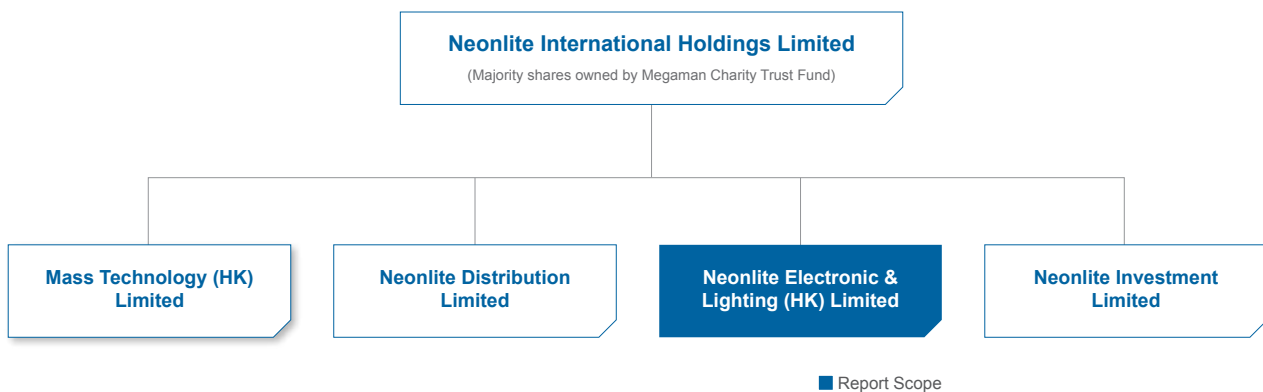 Neonlite International Holdings Limited
(Majority shares owned by Megaman Charity Trust Fund)
Mass Technology (HK)
Limited
Neonlite Distribution
Limited
Neonlite Electronic &
Lighting (HK) Limited
Neonlite Investment
Limited
Report Scope